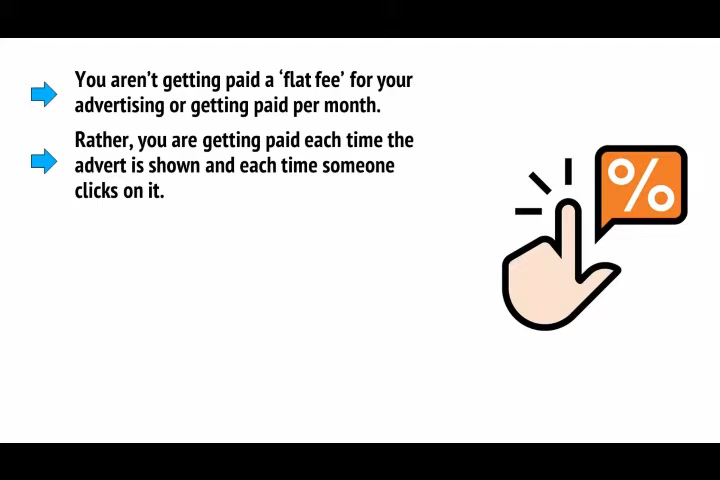 You aren't getting paid a ‘flat fee’ for your
advertising or getting paid per month.
Rather, you are getting paid each time the
advert is shown and each time someone
clicks on it.
%